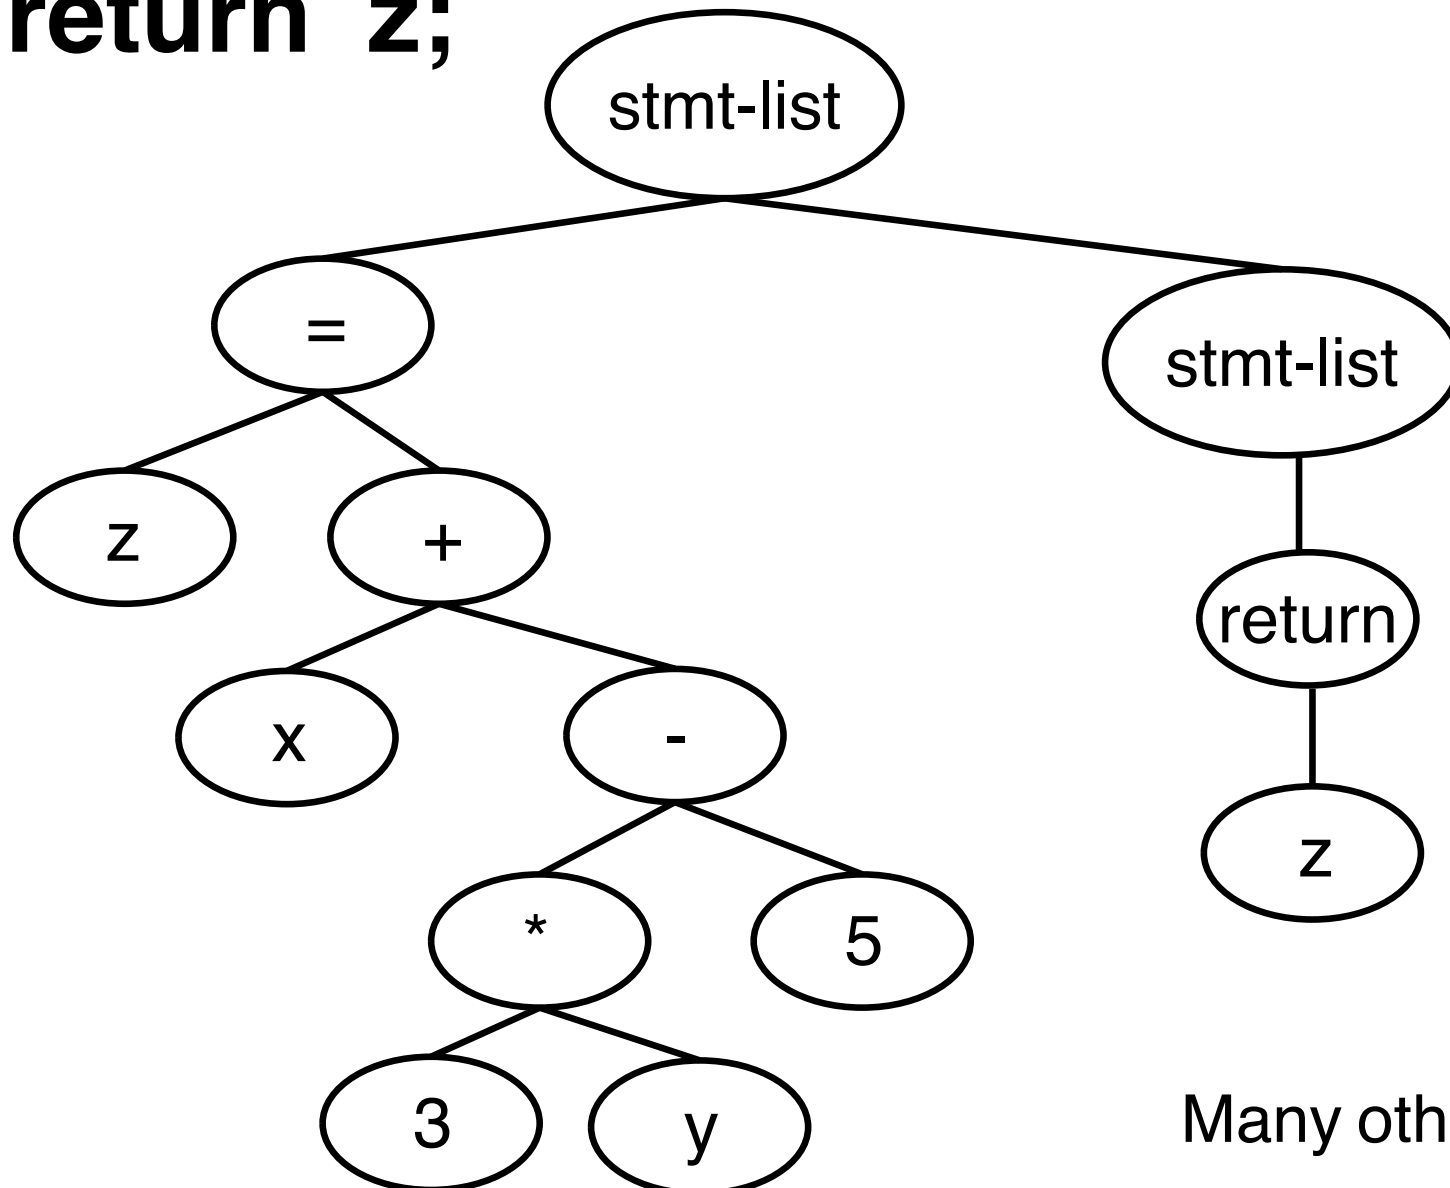 return z;
stmt-list
=
stmt-list
z
+
return
x
-
z
*
5
3
y
Many oth